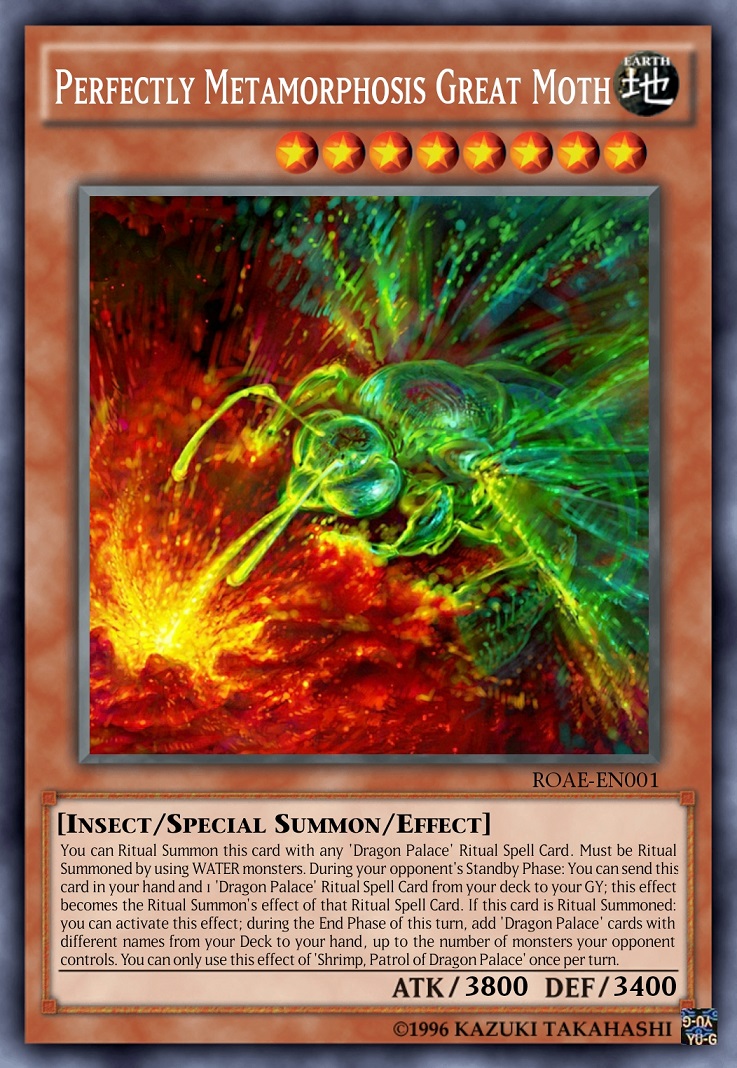 Perfectly Metamorphosis Great Moth
EARTH
地
ROAE-EN001
[Insect/Special Summon/Effect]
You can Ritual Summon this card with any 'Dragon Palace' Ritual Spell Card. Must be Ritual
Summoned by using WATER monsters. During your opponent's Standby Phase: You can send this
card in your hand and 1 'Dragon Palace' Ritual Spell Card from your deck to your GY; this effect
becomes the Ritual Summon's effect of that Ritual Spell Card. If this card is Ritual Summoned:
you can activate this effect; during the End Phase of this turn, add 'Dragon Palace' cards with
different names from your Deck to your hand, up to the number of monsters your opponent
controls. You can only use this effect of 'Shrimp, Patrol of Dragon Palace' once per turn.
ATK/3800 DEF/3400
©1996 KAZUKI TAKAHASHI
YU-G
YU-G